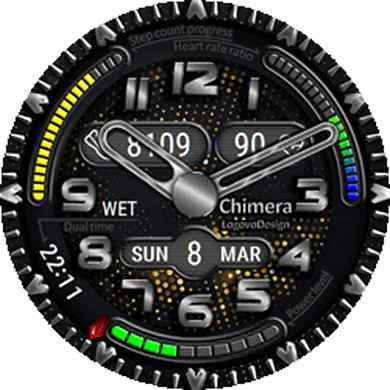 Step count progress
Heart rate ratio
12
11 1
8109 90
9 3
WET Chimera
LogovoDesign
Dual time
22:11
8 SUN 8 MAR 4
7 6 5
Power level